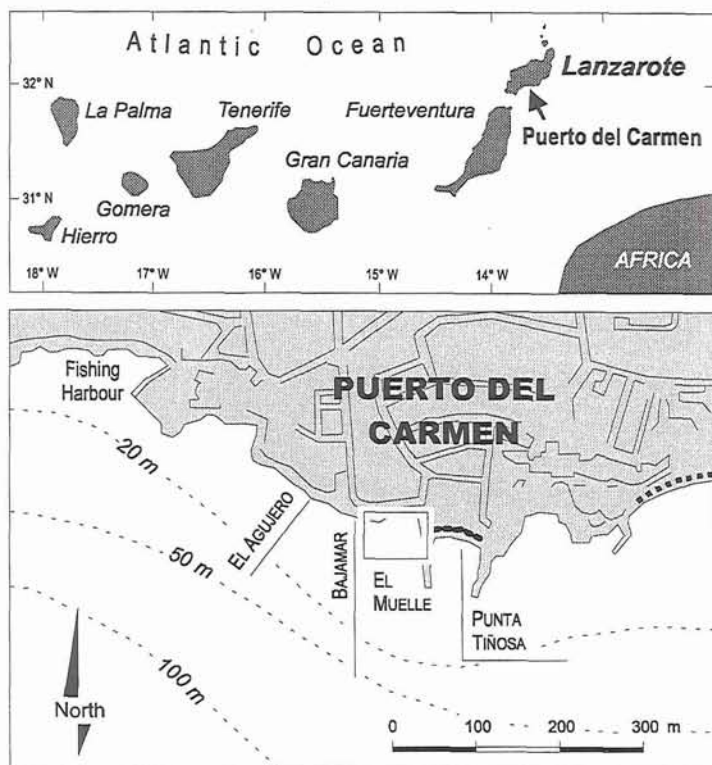 Atlantic Ocean
32° N
Lanzarote
La Palma
Tenerife
Fuerteventura
Puerto del Carmen
Gran Canaria
31° N
Gomera
Hierro
AFRICA
18° W
17°
16°
15°
14°
Fishing
Harbour
PUERTO DEL
CARMEN
20 m
EL AGUJERO
50 m
BAJAMAR
EL
MUELLE
PUNTA
TIÑOSA
100 m
North
0 100 200 300 m